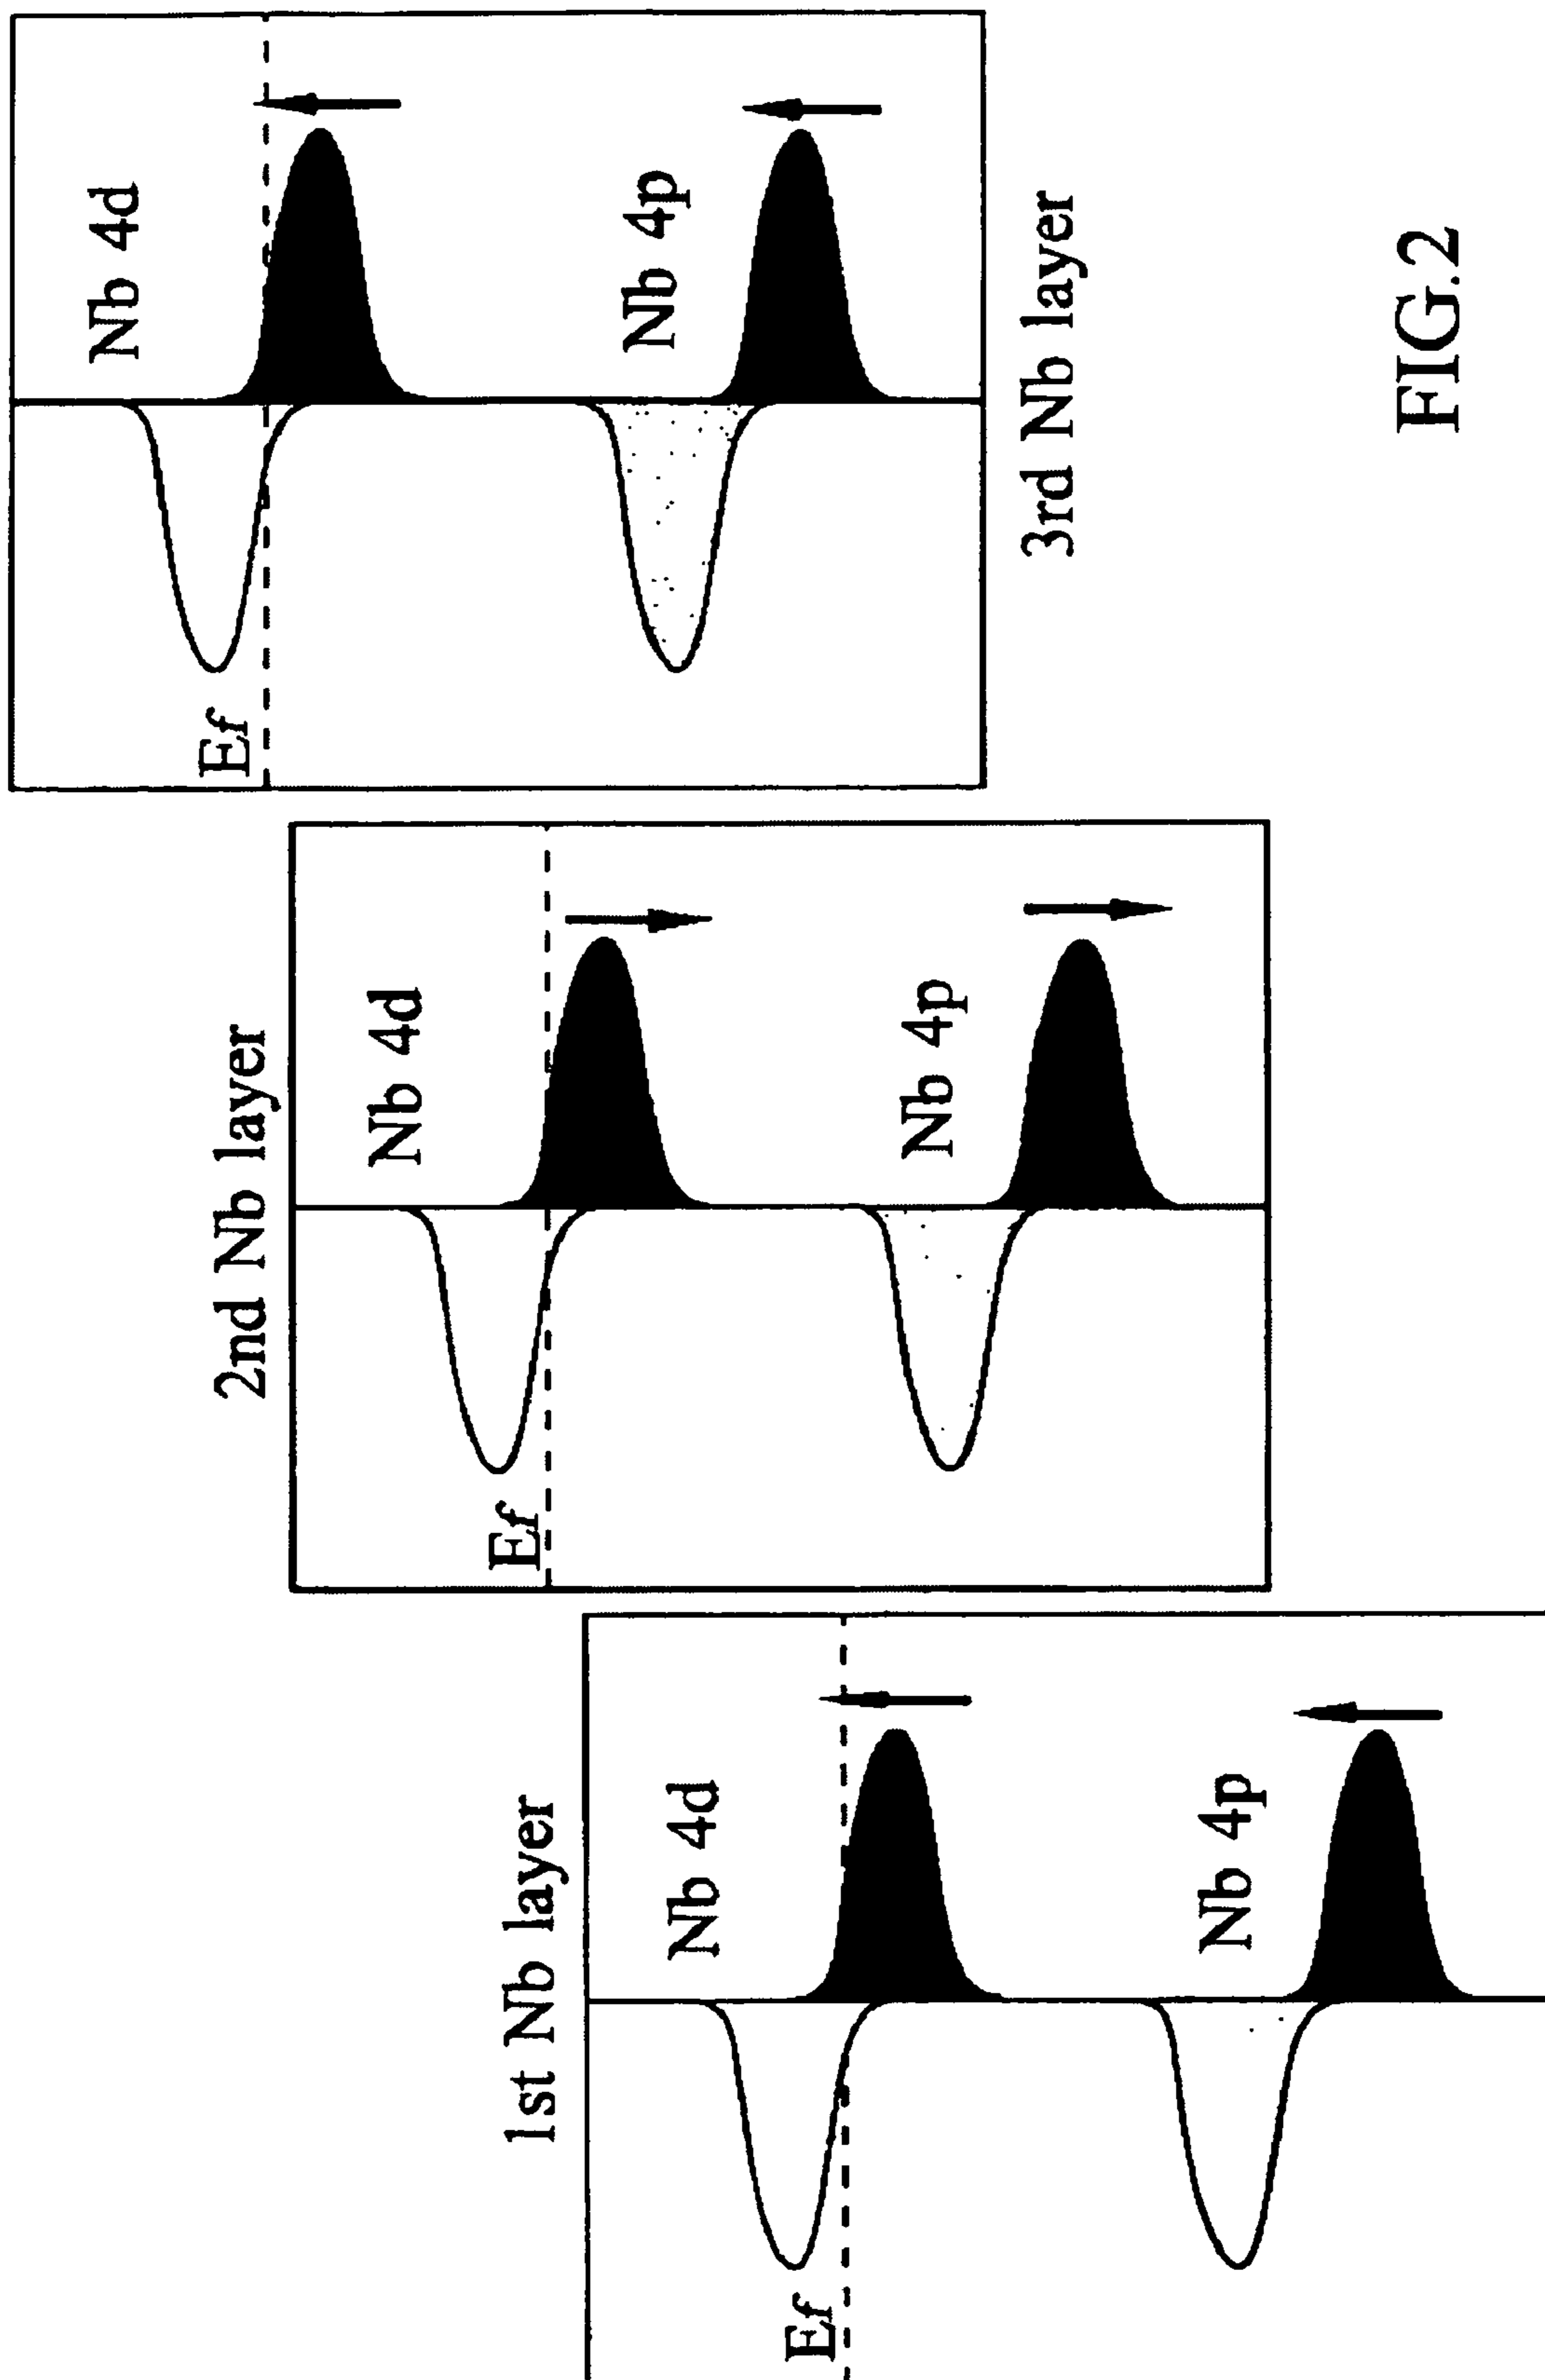 1st Nb layer
Nb 4d
Ef
Nb 4p
2nd Nb layer
Nb 4d
Ef
Nb 4p
Nb 4d
Ef
Nb 4p
3rd Nb layer
FIG.2